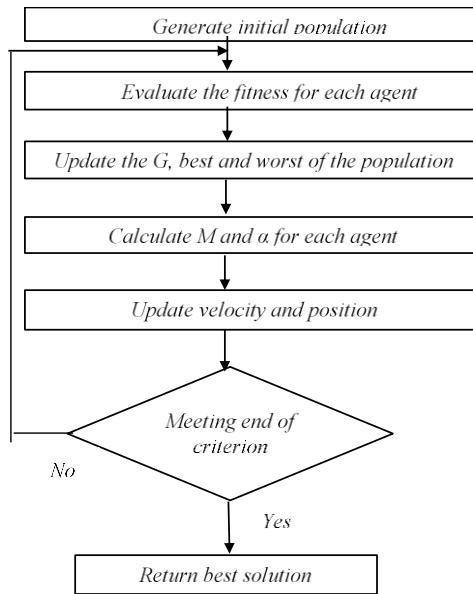 Generate initial population
Evaluate the fitness for each agent
Update the G, best and worst of the population
Calculate M and α for each agent
Update velocity and position
Meeting end of
criterion
No
Yes
Return best solution